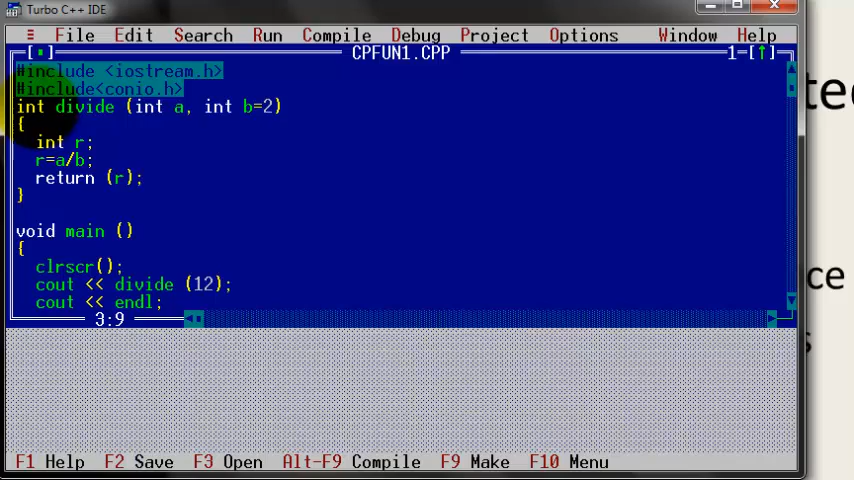 Turbo C++ IDE
≡ File Edit Search Run Compile Debug Project Options Window Help
[■] CPFUN1.CPP 1=[↑]
#include <iostream.h>
#include<conio.h>
int divide (int a, int b=2)
{
int r;
r=a/b;
return (r);
}
void main ()
{
clrscr();
cout << divide (12);
cout << endl;
3:9
F1 Help F2 Save F3 Open Alt-F9 Compile F9 Make F10 Menu
te
ce
s